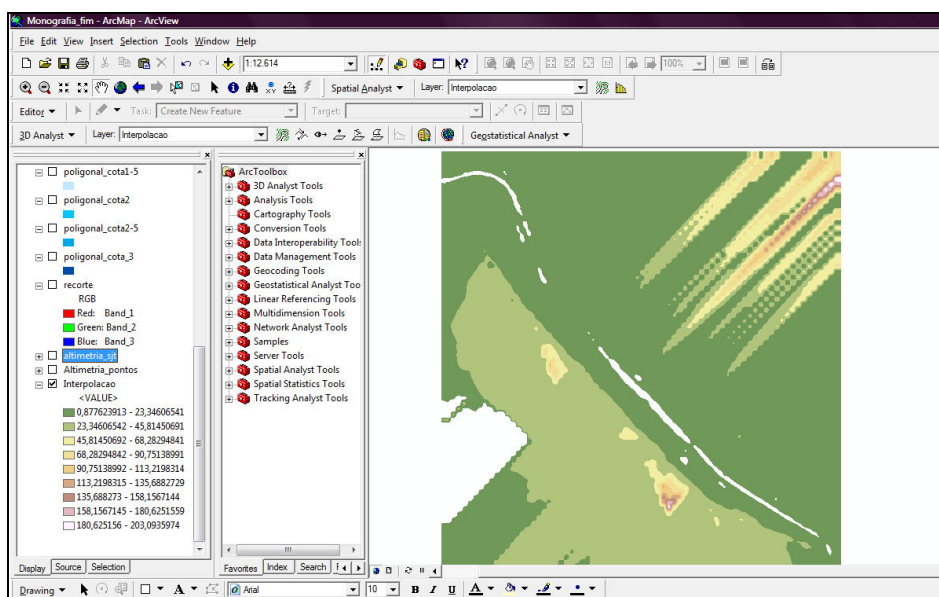 Monografia_fim - ArcMap - ArcView
File Edit View Insert Selection Tools Window Help
1:12.614
100%
Spatial Analyst
Layer: Interpolacao
Editor
Task: Create New Feature
Target:
3D Analyst
Layer: Interpolacao
Geostatistical Analyst
poligonal_cota1-5
poligonal_cota2
poligonal_cota2-5
poligonal_cota_3
recorte
RGB
Red: Band_1
Green: Band_2
Blue: Band_3
altimetria_sjt
Altimetria_pontos
Interpolacao
<VALUE>
0,877623913 - 23,34606541
23,34606542 - 45,81450691
45,81450692 - 68,28294841
68,28294842 - 90,75138991
90,75138992 - 113,2198314
113,2198315 - 135,6882729
135,688273 - 158,1567144
158,1567145 - 180,6251559
180,625156 - 203,0935974
Display Source Selection
ArcToolbox
3D Analyst Tools
Analysis Tools
Cartography Tools
Conversion Tools
Data Interoperability Tools
Data Management Tools
Geocoding Tools
Geostatistical Analyst Too
Linear Referencing Tools
Multidimension Tools
Network Analyst Tools
Samples
Server Tools
Spatial Analyst Tools
Spatial Statistics Tools
Tracking Analyst Tools
Favorites Index Search
Drawing
A
Arial
10
B I U A